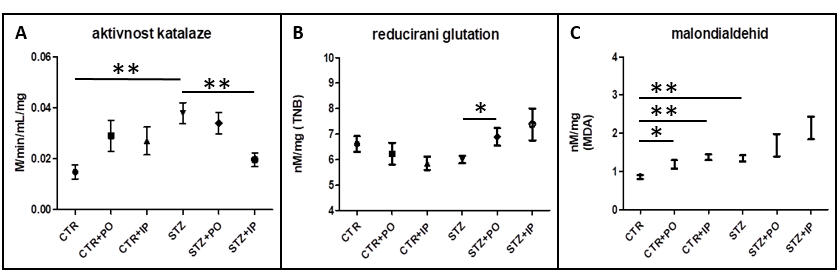 A
aktivnost katalaze
M/min/mL/mg
0.06
0.04
0.02
0.00
**
**
CTR
CTR+PO
CTR+IP
STZ
STZ+PO
STZ+IP
B
reducirani glutation
nM/mg (TNB)
10
9
8
7
6
5
4
*
CTR
CTR+PO
CTR+IP
STZ
STZ+PO
STZ+IP
C
malondialdehid
nM/mg
(MDA)
4
3
2
1
0
**
**
*
CTR
CTR+PO
CTR+IP
STZ
STZ+PO
STZ+IP